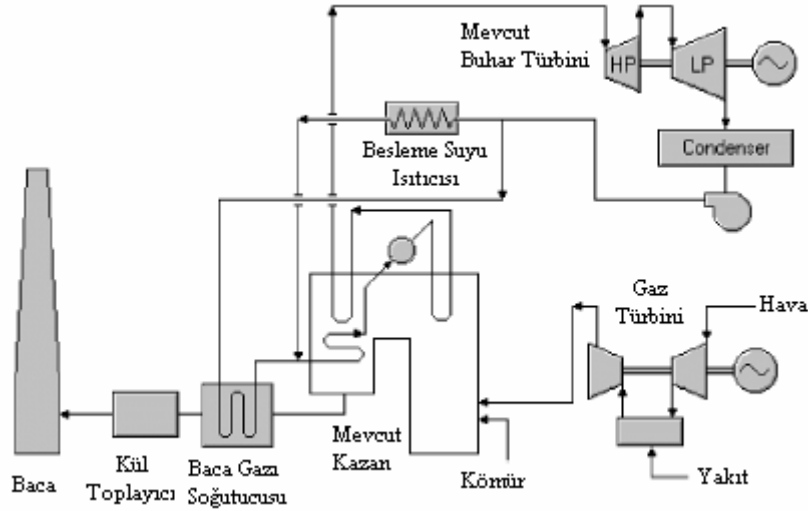 Mevcut
Buhar Türbini
HP
LP
Besleme Suyu
Isıtıcısı
Condenser
Gaz
Türbini
Hava
Mevcut
Kazan
Kömür
Yakıt
Baca
Kül
Toplayıcı
Baca Gazı
Soğutucusu